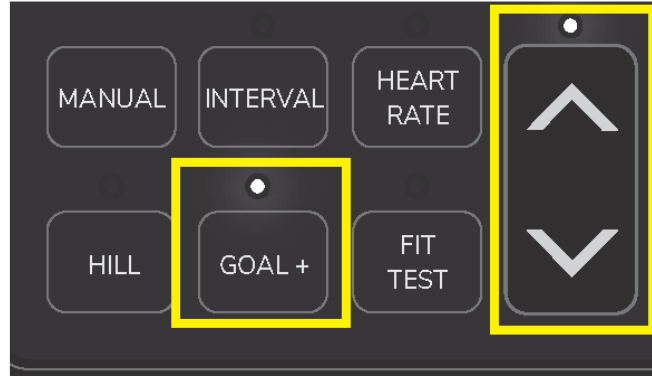 MANUAL
INTERVAL
HEART
RATE
HILL
GOAL +
FIT
TEST